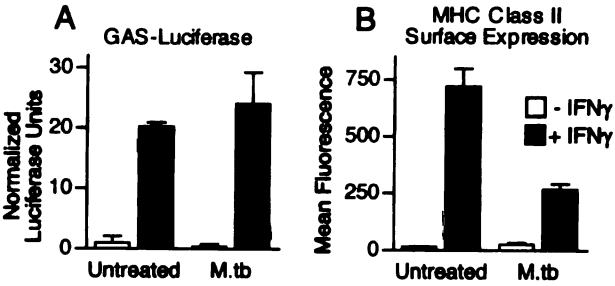 A
GAS-Luciferase
Normalized
Luciferase Units
30
20
10
0
Untreated
M.tb
B
MHC Class II
Surface Expression
Mean Fluorescence
750
500
250
0
Untreated
M.tb
- IFNγ
+ IFNγ